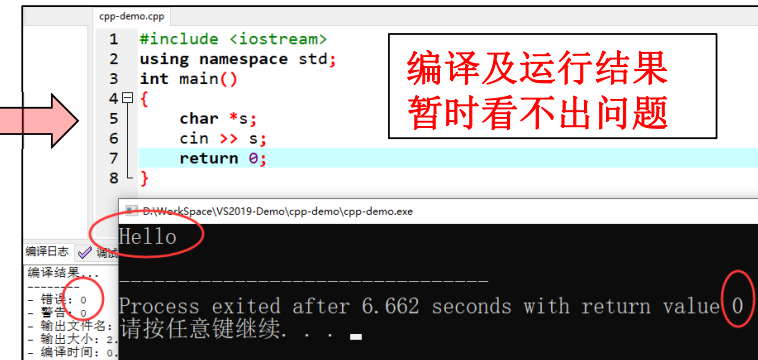 cpp-demo.cpp
1 #include <iostream>
2 using namespace std;
3 int main()
4 {
5 char *s;
6 cin >> s;
7 return 0;
8 }
编译及运行结果
暂时看不出问题
D:\WorkSpace\VS2019-Demo\cpp-demo\cpp-demo.exe
Hello
--------------------------------
Process exited after 6.662 seconds with return value 0
请按任意键继续. . .
编译日志 调试
编译结果...
--------
- 错误: 0
- 警告: 0
- 输出文件名:
- 输出大小: 2.
- 编译时间: 0.